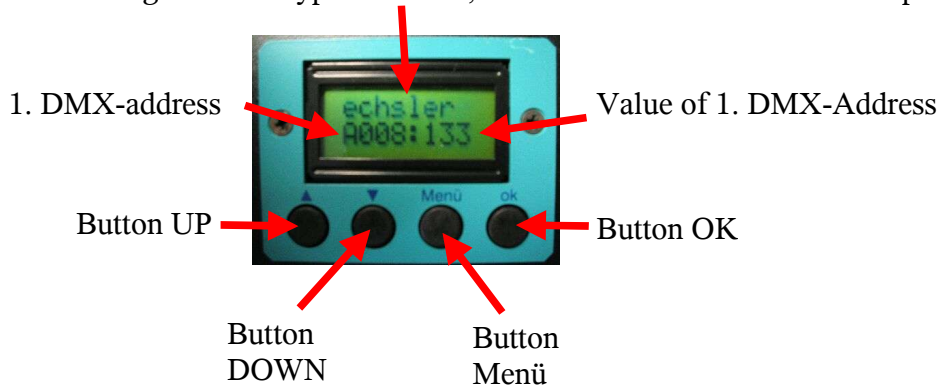 echsler
1. DMX-address
Value of 1. DMX-Address
A008:133
▲ ▼ Menü ok
Button UP
Button OK
Button
DOWN
Button
Menü